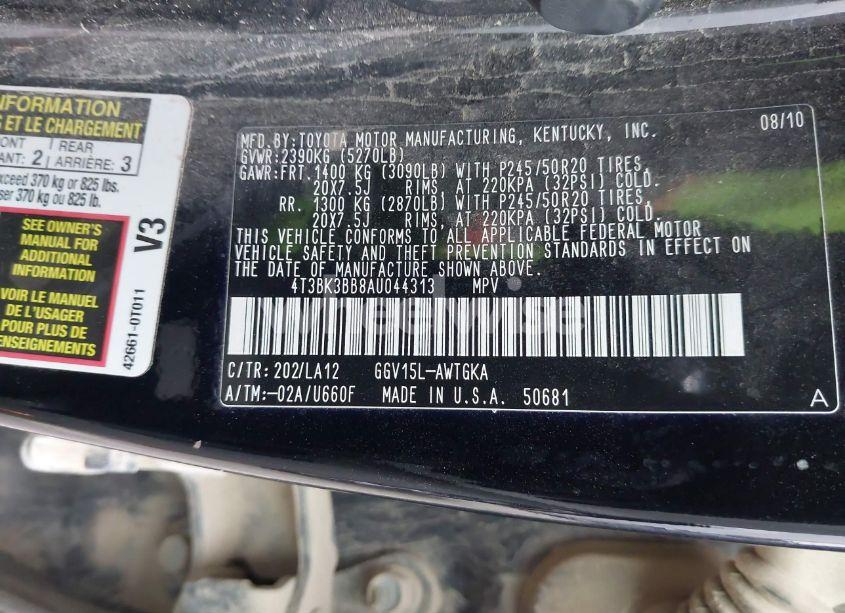 INFORMATION
G ET LE CHARGEMENT
ONT
ANT: 2
REAR
ARRIÈRE: 3
exceed 370 kg or 825 lbs.
ser 370 kg ou 825 lb.
SEE OWNER'S
MANUAL FOR
ADDITIONAL
INFORMATION
VOIR LE MANUEL
DE L'USAGER
POUR PLUS DE
RENSEIGNEMENTS
V3
42661-0T011
MFD.BY:TOYOTA MOTOR MANUFACTURING, KENTUCKY, INC. 08/10
GVWR:2390KG (5270LB)
GAWR:FRT. 1400 KG (3090LB) WITH P245/50R20 TIRES,
20X7.5J RIMS, AT 220KPA (32PSI) COLD.
RR. 1300 KG (2870LB) WITH P245/50R20 TIRES,
20X7.5J RIMS, AT 220KPA (32PSI) COLD.
THIS VEHICLE CONFORMS TO ALL APPLICABLE FEDERAL MOTOR
VEHICLE SAFETY AND THEFT PREVENTION STANDARDS IN EFFECT ON
THE DATE OF MANUFACTURE SHOWN ABOVE.
4T3BK3BB8AU044313 MPV
wheelwise
C/TR: 202/LA12 GGV15L-AWTGKA
A/TM:-02A/U660F MADE IN U.S.A. 50681 A